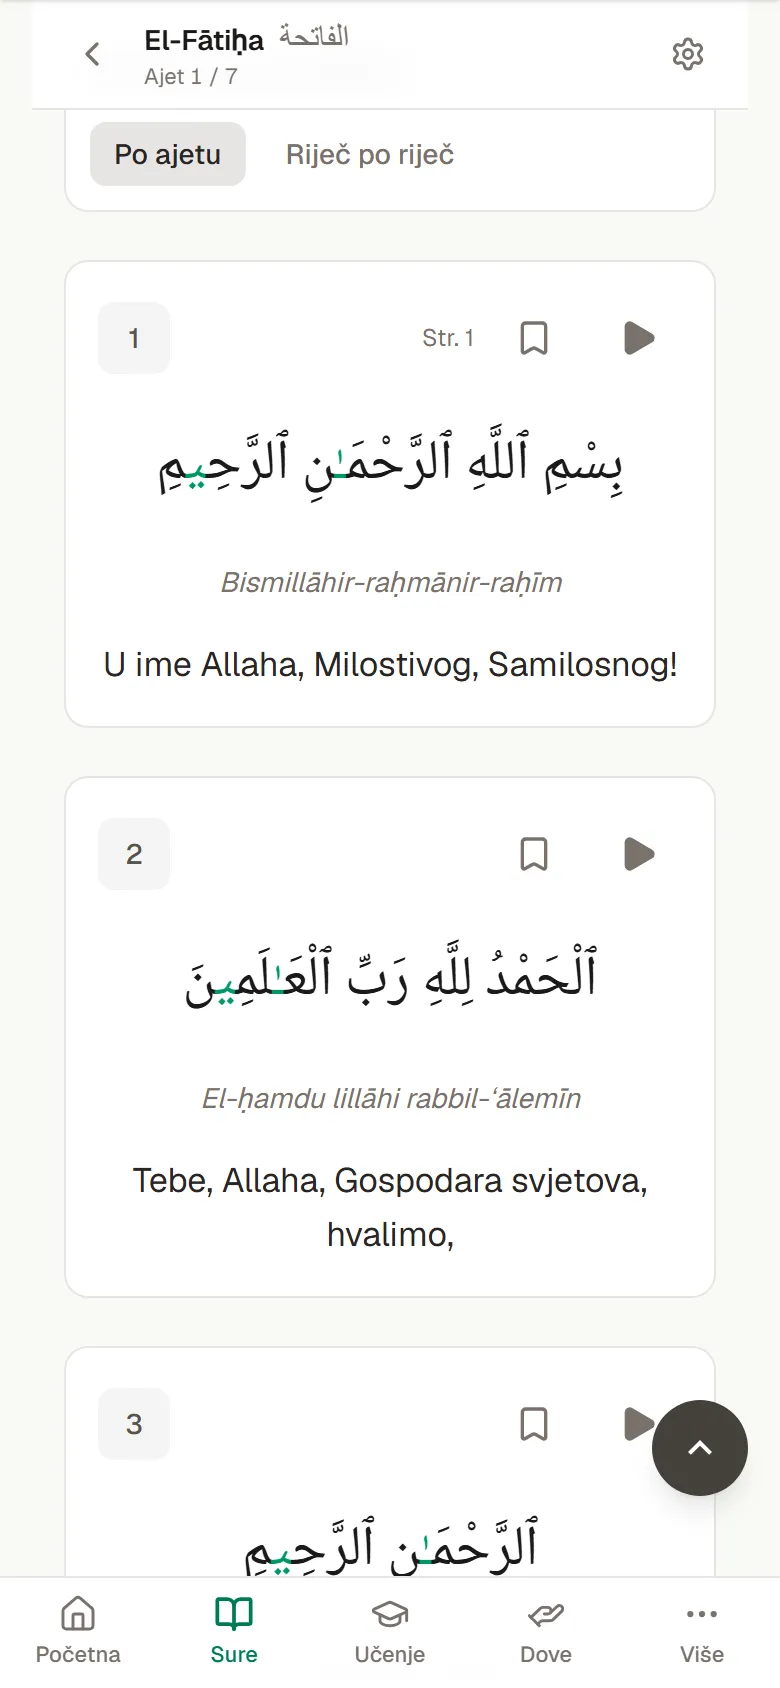 El-Fātiḥa الفاتحة
Ajet 1 / 7
Po ajetu Riječ po riječ
1 Str. 1
بِسْمِ ٱللَّهِ ٱلرَّحْمَـٰنِ ٱلرَّحِيمِ
Bismillāhir-raḥmānir-raḥīm
U ime Allaha, Milostivog, Samilosnog!
2
ٱلْحَمْدُ لِلَّهِ رَبِّ ٱلْعَـٰلَمِينَ
El-ḥamdu lillāhi rabbil-‘ālemīn
Tebe, Allaha, Gospodara svjetova,
hvalimo,
3
ٱلرَّحْمَـٰنِ ٱلرَّحِيمِ
Početna Sure Učenje Dove Više